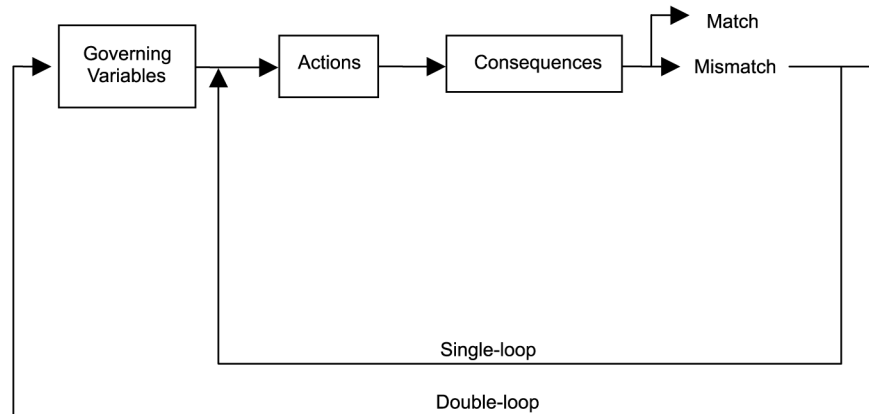 Governing
Variables
Actions
Consequences
Match
Mismatch
Single-loop
Double-loop